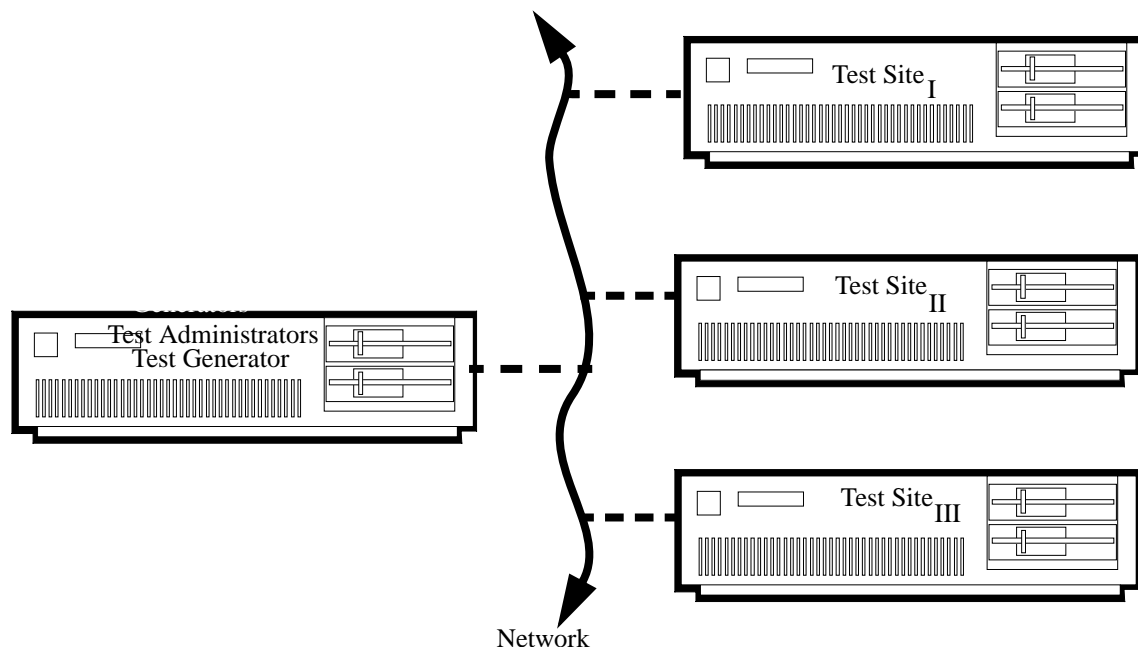 Test Site I
Test Site II
Test Administrators
Test Generator
Test Site III
Network